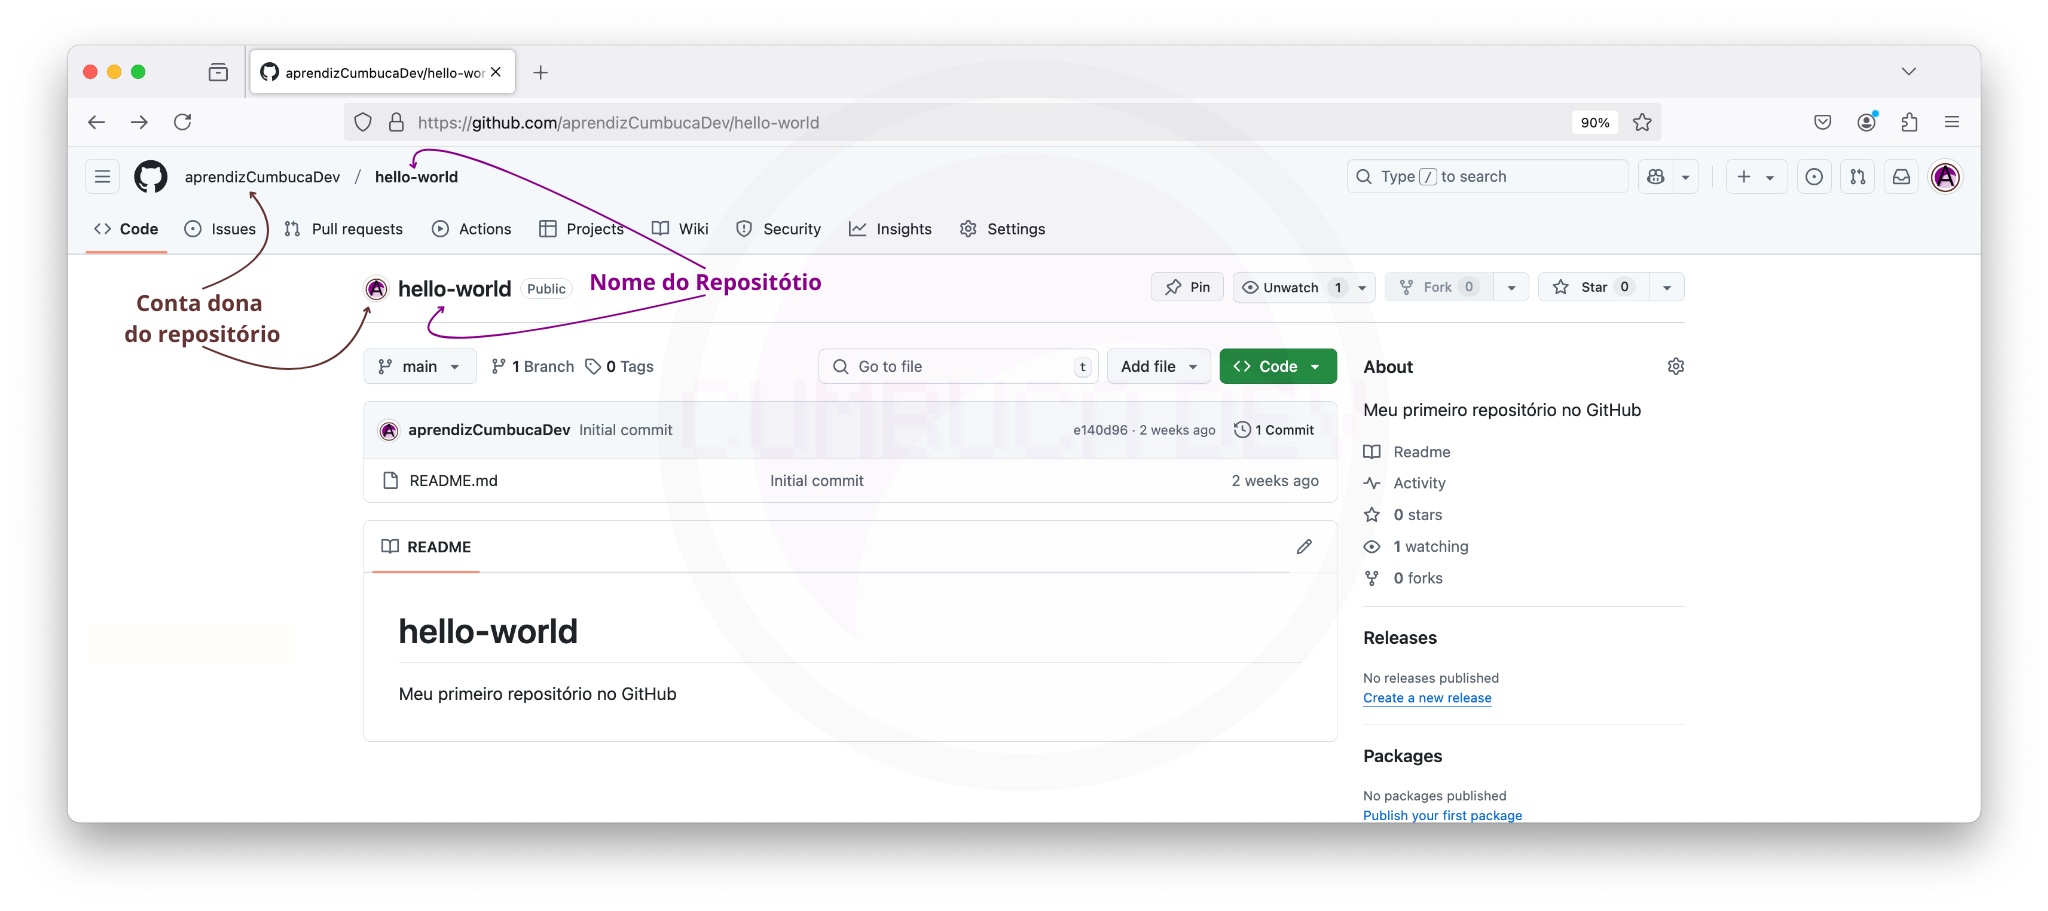 aprendizCumbucaDev/hello-wor
https://github.com/aprendizCumbucaDev/hello-world
90%
aprendizCumbucaDev / hello-world
Type / to search
Code
Issues
Pull requests
Actions
Projects
Wiki
Security
Insights
Settings
hello-world
Public
Nome do Repositótio
Pin
Unwatch 1
Fork 0
Star 0
Conta dona
do repositório
main
1 Branch
0 Tags
Go to file
t
Add file
Code
aprendizCumbucaDev Initial commit
e140d96 · 2 weeks ago
1 Commit
README.md
Initial commit
2 weeks ago
README
hello-world
Meu primeiro repositório no GitHub
About
Meu primeiro repositório no GitHub
Readme
Activity
0 stars
1 watching
0 forks
Releases
No releases published
Create a new release
Packages
No packages published
Publish your first package
CUMBUCA DEV